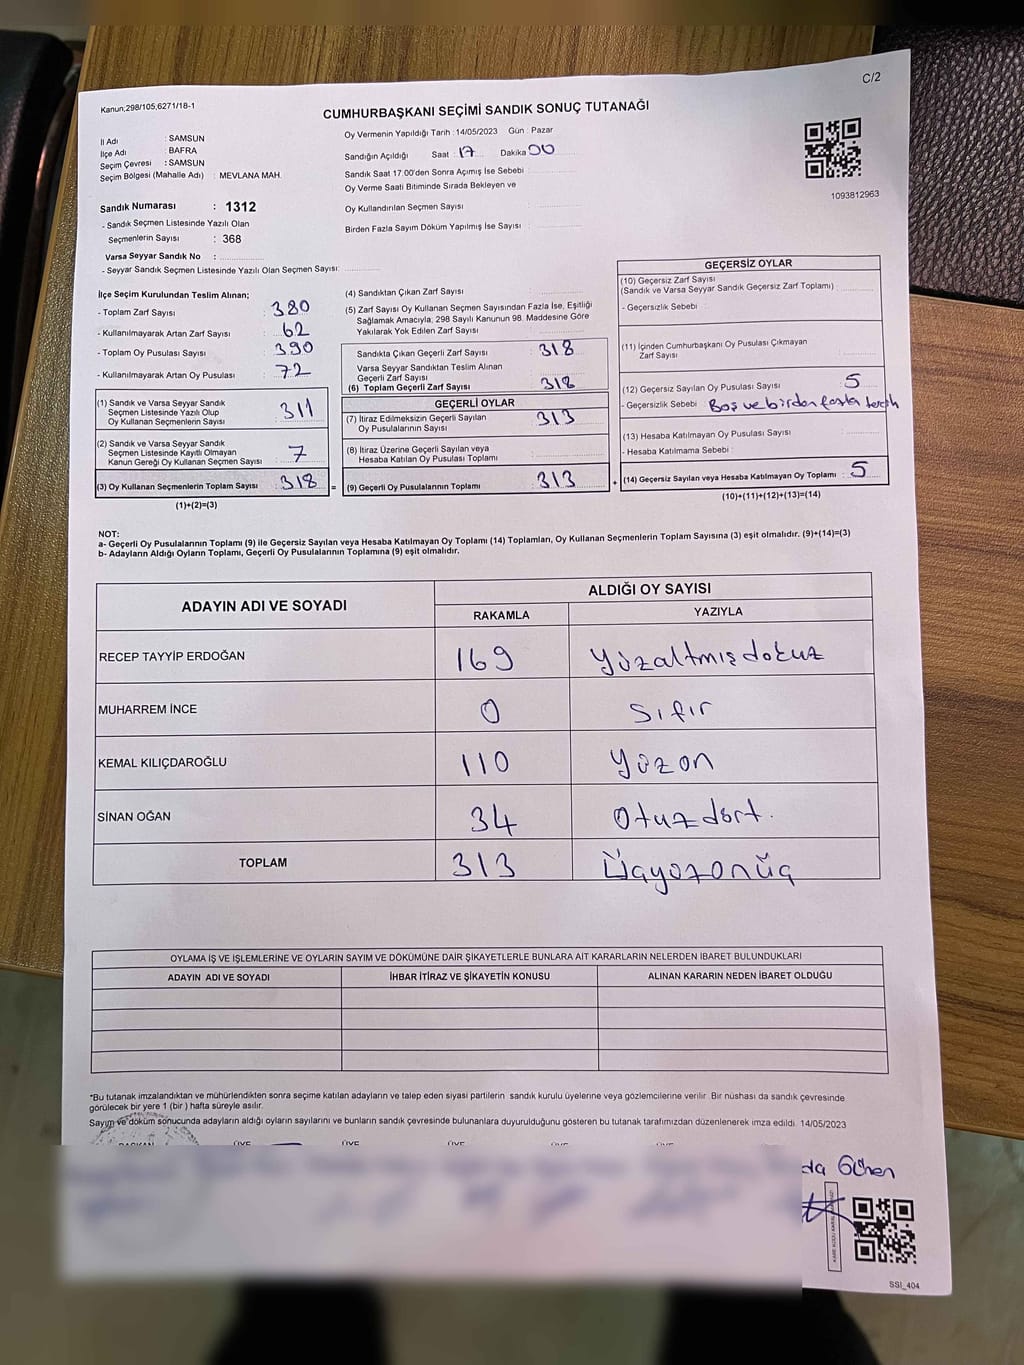 C/2
Kanun;298/105,6271/18-1
CUMHURBAŞKANI SEÇİMİ SANDIK SONUÇ TUTANAĞI
İl Adı : SAMSUN
İlçe Adı : BAFRA
Seçim Çevresi : SAMSUN
Seçim Bölgesi (Mahalle Adı) : MEVLANA MAH.
Oy Vermenin Yapıldığı Tarih : 14/05/2023 Gün : Pazar
Sandığın Açıldığı Saat : 17 Dakika 00
Sandık Saat 17:00'den Sonra Açımış İse Sebebi :
Oy Verme Saati Bitiminde Sırada Bekleyen ve
Oy Kullandırılan Seçmen Sayısı :
Birden Fazla Sayım Döküm Yapılmış İse Sayısı :
1093812963
Sandık Numarası : 1312
- Sandık Seçmen Listesinde Yazılı Olan
Seçmenlerin Sayısı : 368
Varsa Seyyar Sandık No :
- Seyyar Sandık Seçmen Listesinde Yazılı Olan Seçmen Sayısı:
İlçe Seçim Kurulundan Teslim Alınan;
- Toplam Zarf Sayısı : 380
- Kullanılmayarak Artan Zarf Sayısı : 62
- Toplam Oy Pusulası Sayısı : 390
- Kullanılmayarak Artan Oy Pusulası : 72
(1) Sandık ve Varsa Seyyar Sandık
Seçmen Listesinde Yazılı Olup
Oy Kullanan Seçmenlerin Sayısı : 311
(2) Sandık ve Varsa Seyyar Sandık
Seçmen Listesinde Kayıtlı Olmayan
Kanun Gereği Oy Kullanan Seçmen Sayısı : 7
(3) Oy Kullanan Seçmenlerin Toplam Sayısı : 318 =
(1)+(2)=(3)
(4) Sandıktan Çıkan Zarf Sayısı :
(5) Zarf Sayısı Oy Kullanan Seçmen Sayısından Fazla İse, Eşitliği
Sağlamak Amacıyla; 298 Sayılı Kanunun 98. Maddesine Göre
Yakılarak Yok Edilen Zarf Sayısı :
Sandıkta Çıkan Geçerli Zarf Sayısı : 318
Varsa Seyyar Sandıktan Teslim Alınan
Geçerli Zarf Sayısı :
(6) Toplam Geçerli Zarf Sayısı : 318
GEÇERLİ OYLAR
(7) İtiraz Edilmeksizin Geçerli Sayılan
Oy Pusulalarının Sayısı : 313
(8) İtiraz Üzerine Geçerli Sayılan veya
Hesaba Katılan Oy Pusulası Toplamı :
(9) Geçerli Oy Pusulalarının Toplamı : 313 +
GEÇERSİZ OYLAR
(10) Geçersiz Zarf Sayısı
(Sandık ve Varsa Seyyar Sandık Geçersiz Zarf Toplamı) :
- Geçersizlik Sebebi :
(11) İçinden Cumhurbaşkanı Oy Pusulası Çıkmayan
Zarf Sayısı :
(12) Geçersiz Sayılan Oy Pusulası Sayısı : 5
- Geçersizlik Sebebi : Boş ve birden fazla tercih
(13) Hesaba Katılmayan Oy Pusulası Sayısı :
- Hesaba Katılmama Sebebi :
(14) Geçersiz Sayılan veya Hesaba Katılmayan Oy Toplamı : 5
(10)+(11)+(12)+(13)=(14)
NOT:
a- Geçerli Oy Pusulalarının Toplamı (9) ile Geçersiz Sayılan veya Hesaba Katılmayan Oy Toplamı (14) Toplamları, Oy Kullanan Seçmenlerin Toplam Sayısına (3) eşit olmalıdır. (9)+(14)=(3)
b- Adayların Aldığı Oyların Toplamı, Geçerli Oy Pusulalarının Toplamına (9) eşit olmalıdır.
ADAYIN ADI VE SOYADI
ALDIĞI OY SAYISI
RAKAMLA YAZIYLA
RECEP TAYYİP ERDOĞAN 169 Yüzaltmışdokuz
MUHARREM İNCE 0 Sıfır
KEMAL KILIÇDAROĞLU 110 Yüzon
SİNAN OĞAN 34 Otuzdört.
TOPLAM 313 Üçyüzonüç
OYLAMA İŞ VE İŞLEMLERİNE VE OYLARIN SAYIM VE DÖKÜMÜNE DAİR ŞİKAYETLERLE BUNLARA AİT KARARLARIN NELERDEN İBARET BULUNDUKLARI
ADAYIN ADI VE SOYADI İHBAR İTİRAZ VE ŞİKAYETİN KONUSU ALINAN KARARIN NEDEN İBARET OLDUĞU
*Bu tutanak imzalandıktan ve mühürlendikten sonra seçime katılan adayların ve talep eden siyasi partilerin sandık kurulu üyelerine veya gözlemcilerine verilir. Bir nüshası da sandık çevresinde
görülecek bir yere 1 (bir ) hafta süreyle asılır.
Sayım ve döküm sonucunda adayların aldığı oyların sayılarını ve bunların sandık çevresinde bulunanlara duyurulduğunu gösteren bu tutanak tarafımızdan düzenlenerek imza edildi. 14/05/2023
BAŞKAN ÜYE ÜYE ÜYE
SSI_404